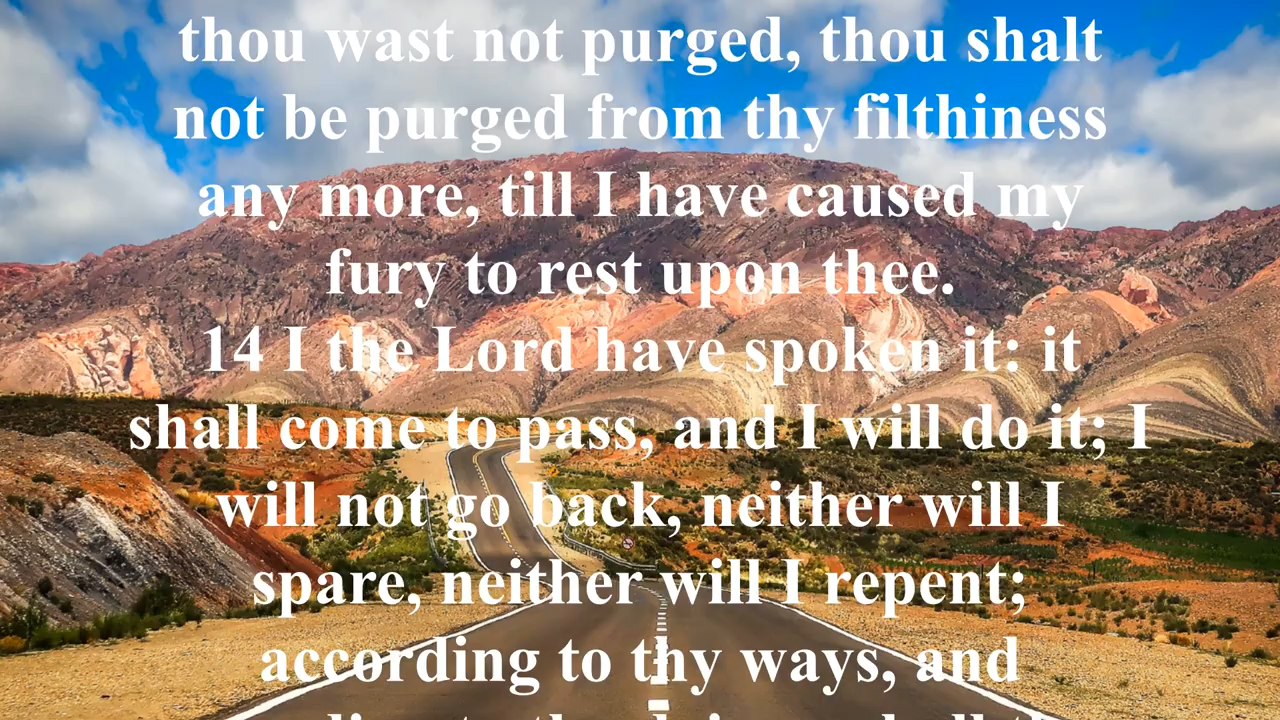 thou wast not purged, thou shalt
not be purged from thy filthiness
any more, till I have caused my
fury to rest upon thee.
14 I the Lord have spoken it: it
shall come to pass, and I will do it; I
will not go back, neither will I
spare, neither will I repent;
according to thy ways, and